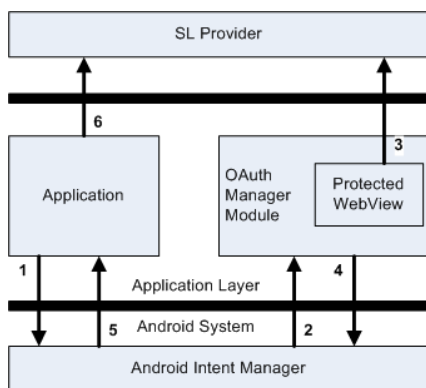 SL Provider
6
3
Application
OAuth
Manager
Module
Protected
WebView
1
4
Application Layer
Android System
5
2
Android Intent Manager